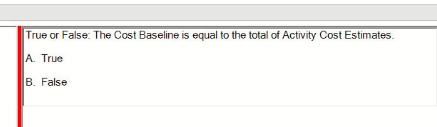 True or False: The Cost Baseline is equal to the total of Activity Cost Estimates.
A. True
B. False